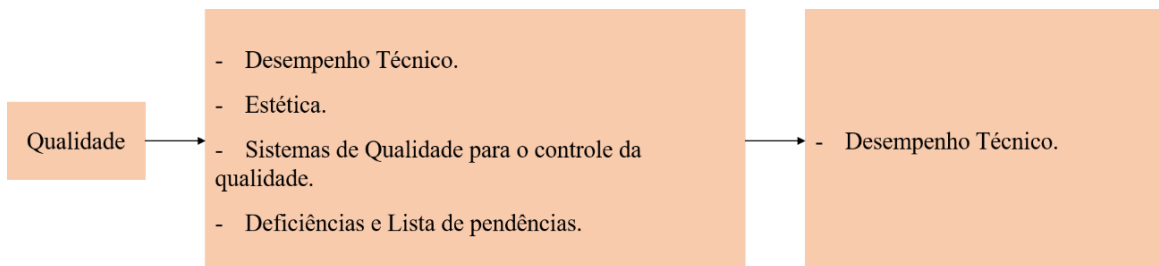 Qualidade
- Desempenho Técnico.
- Estética.
- Sistemas de Qualidade para o controle da
qualidade.
- Deficiências e Lista de pendências.
- Desempenho Técnico.